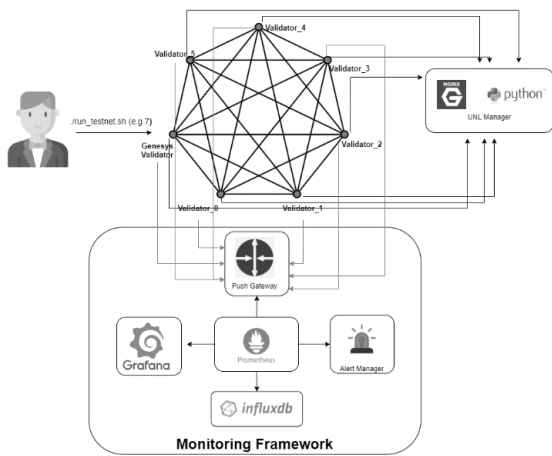 Validator_4
Validator_5
Validator_3
./run_testnet.sh (e.g 7)
NGINX
G
python™
UNL Manager
Genesys
Validator
Validator_2
Validator_0
Validator_1
Push Gateway
Grafana
Prometheus
Alert Manager
influxdb
Monitoring Framework